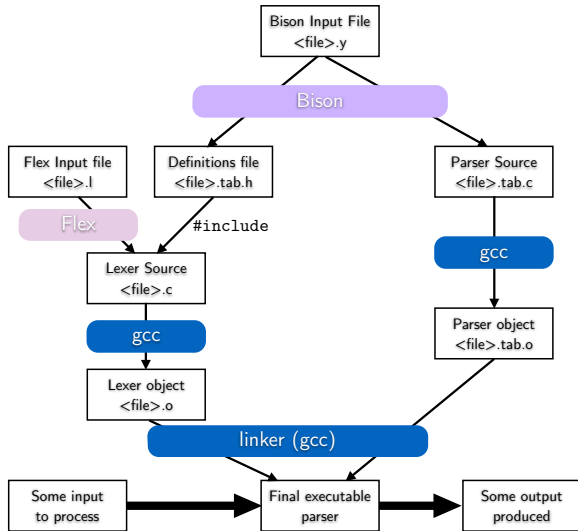 Bison Input File
<file>.y
Bison
Flex Input file
<file>.l
Definitions file
<file>.tab.h
Parser Source
<file>.tab.c
Flex
#include
gcc
Lexer Source
<file>.c
gcc
Parser object
<file>.tab.o
Lexer object
<file>.o
linker (gcc)
Some input
to process
Final executable
parser
Some output
produced